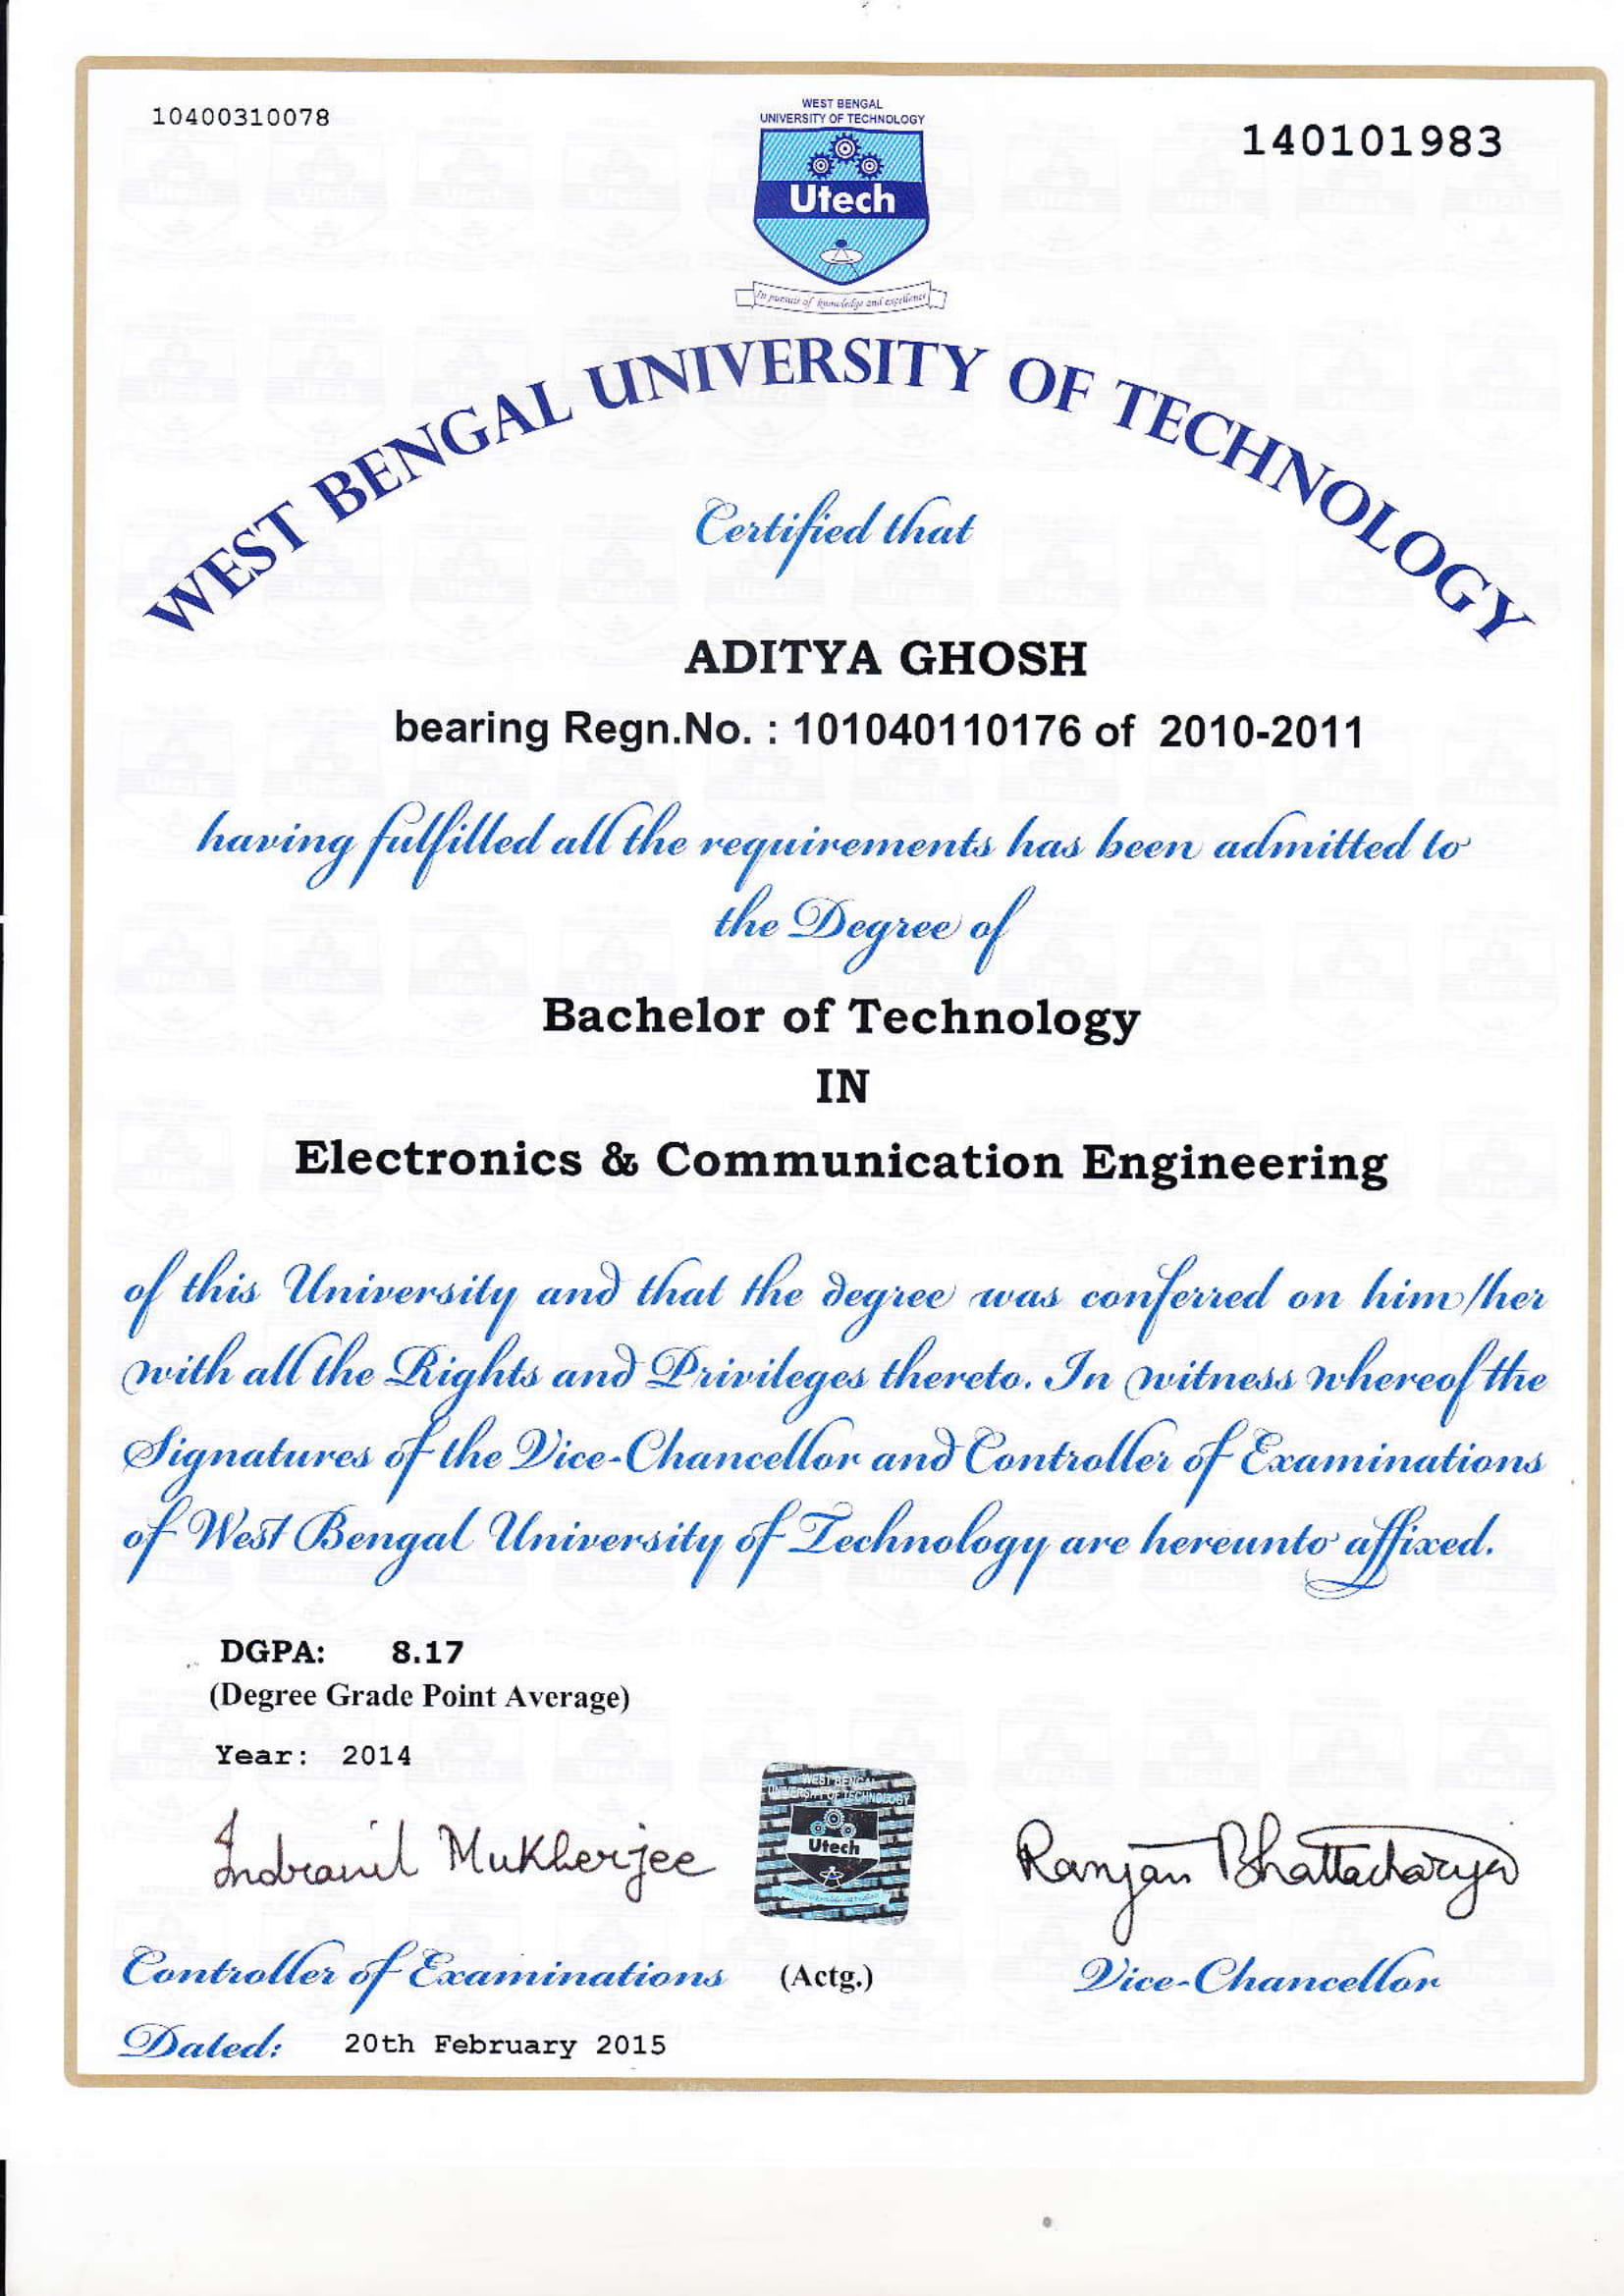 10400310078
140101983
WEST BENGAL
UNIVERSITY OF TECHNOLOGY
Utech
In pursuit of knowledge and excellence
WEST BENGAL UNIVERSITY OF TECHNOLOGY
Certified that
ADITYA GHOSH
bearing Regn.No. : 101040110176 of 2010-2011
having fulfilled all the requirements has been admitted to
the Degree of
Bachelor of Technology
IN
Electronics & Communication Engineering
of this University and that the degree was conferred on him/her
with all the Rights and Privileges thereto. In witness whereof the
Signatures of the Vice-Chancellor and Controller of Examinations
of West Bengal University of Technology are hereunto affixed.
DGPA: 8.17
(Degree Grade Point Average)
Year: 2014
WEST BENGAL
UNIVERSITY OF TECHNOLOGY
Utech
Indranil Mukherjee
Ranjan Bhattacharya
Controller of Examinations (Actg.)
Vice-Chancellor
Dated: 20th February 2015